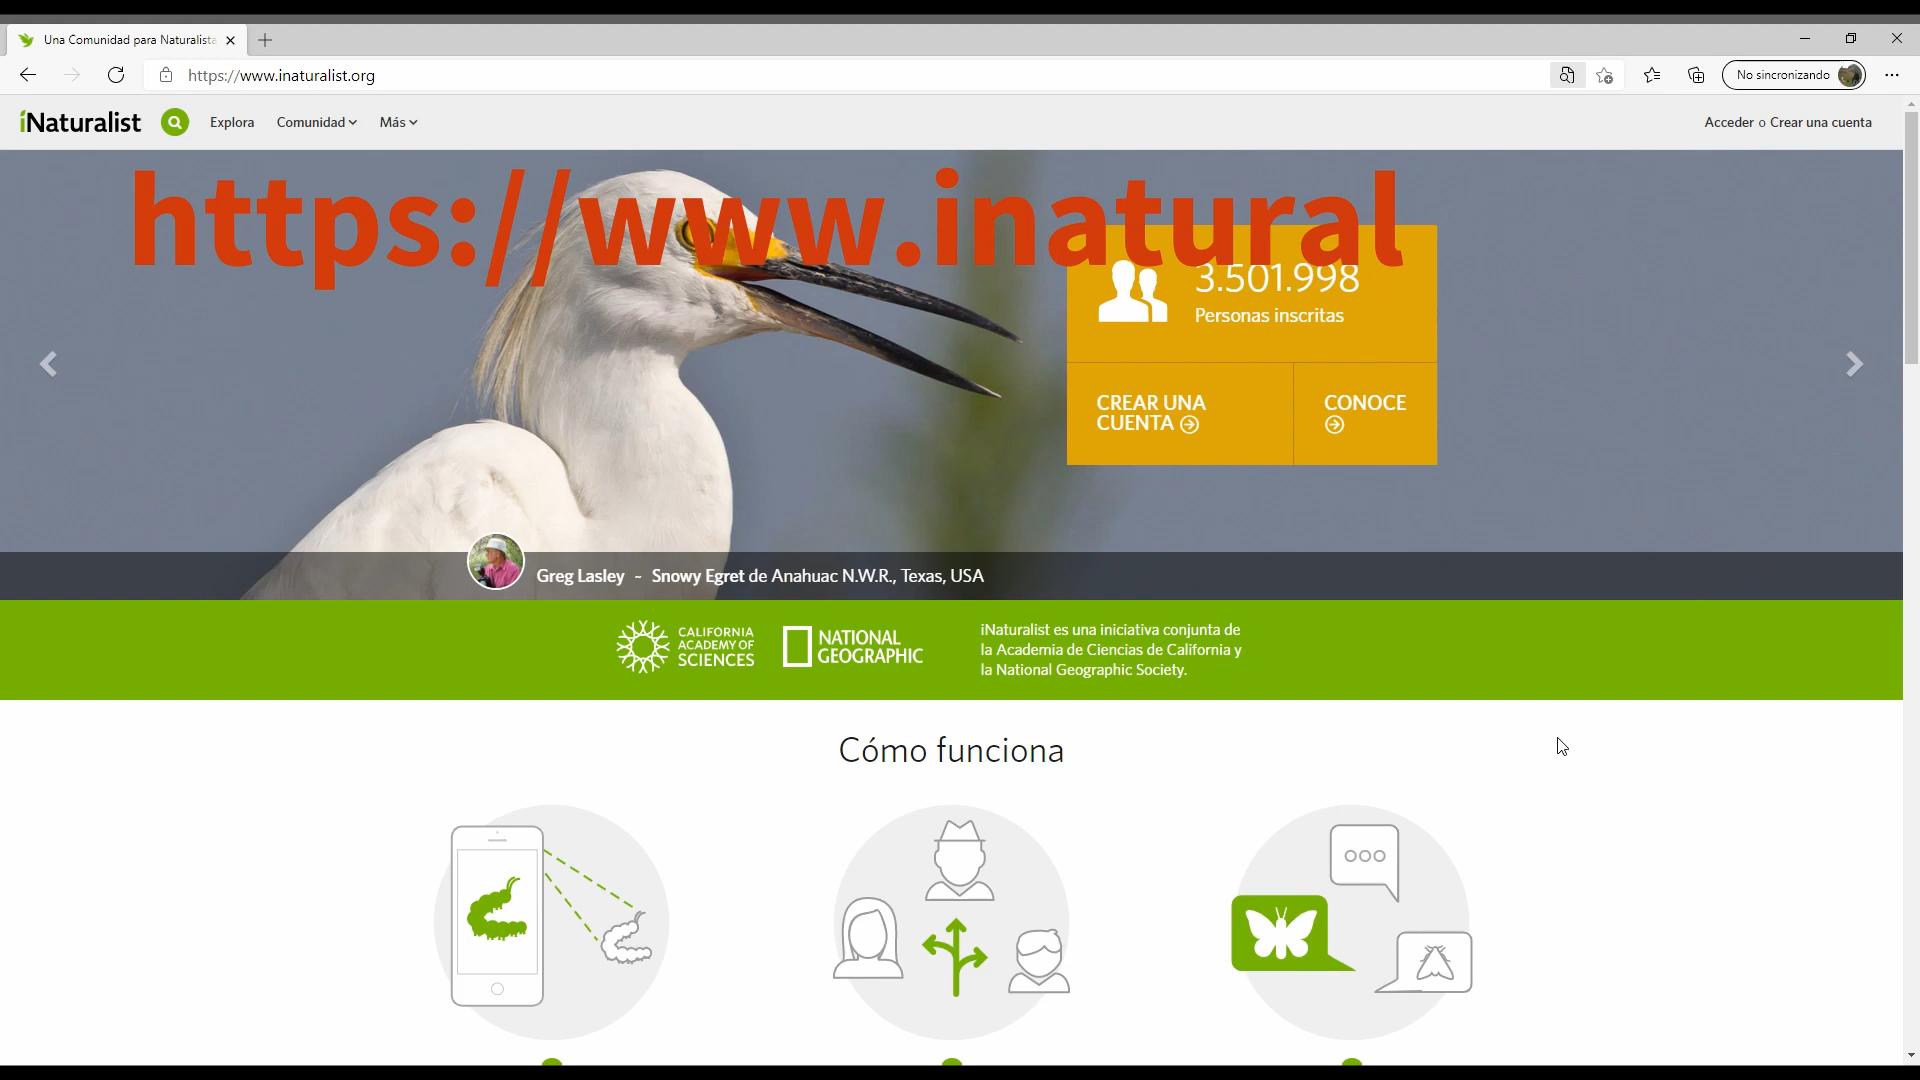 Una Comunidad para Naturalista
https://www.inaturalist.org
No sincronizando
iNaturalist
Explora
Comunidad
Más
Acceder o Crear una cuenta
https://www.inatural
3.501.998
Personas inscritas
CREAR UNA
CUENTA
CONOCE
Greg Lasley ~ Snowy Egret de Anahuac N.W.R., Texas, USA
CALIFORNIA
ACADEMY OF
SCIENCES
NATIONAL
GEOGRAPHIC
iNaturalist es una iniciativa conjunta de
la Academia de Ciencias de California y
la National Geographic Society.
Cómo funciona